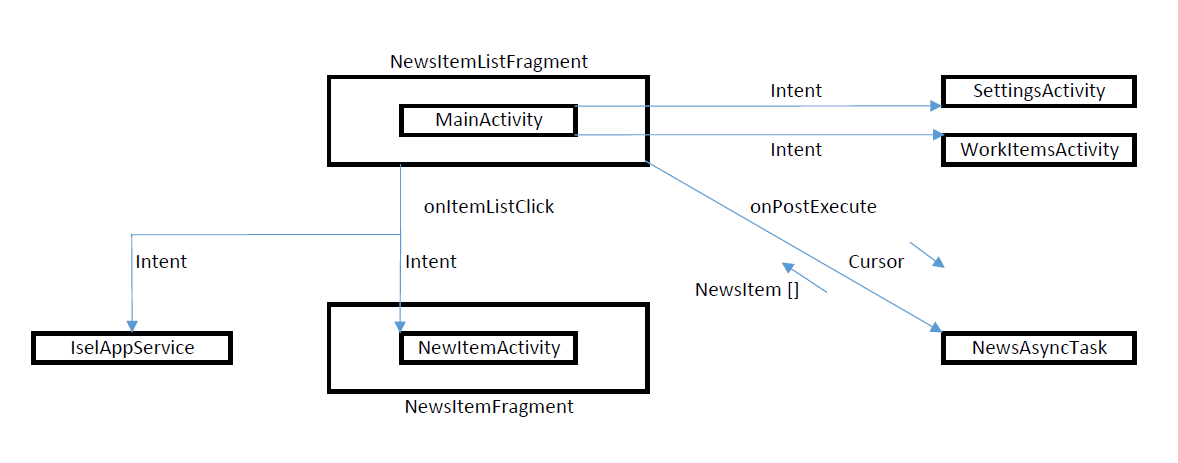 NewsItemListFragment
Intent
SettingsActivity
MainActivity
Intent
WorkItemsActivity
onItemListClick
onPostExecute
Intent
Intent
Cursor
NewsItem []
IselAppService
NewItemActivity
NewsAsyncTask
NewsItemFragment